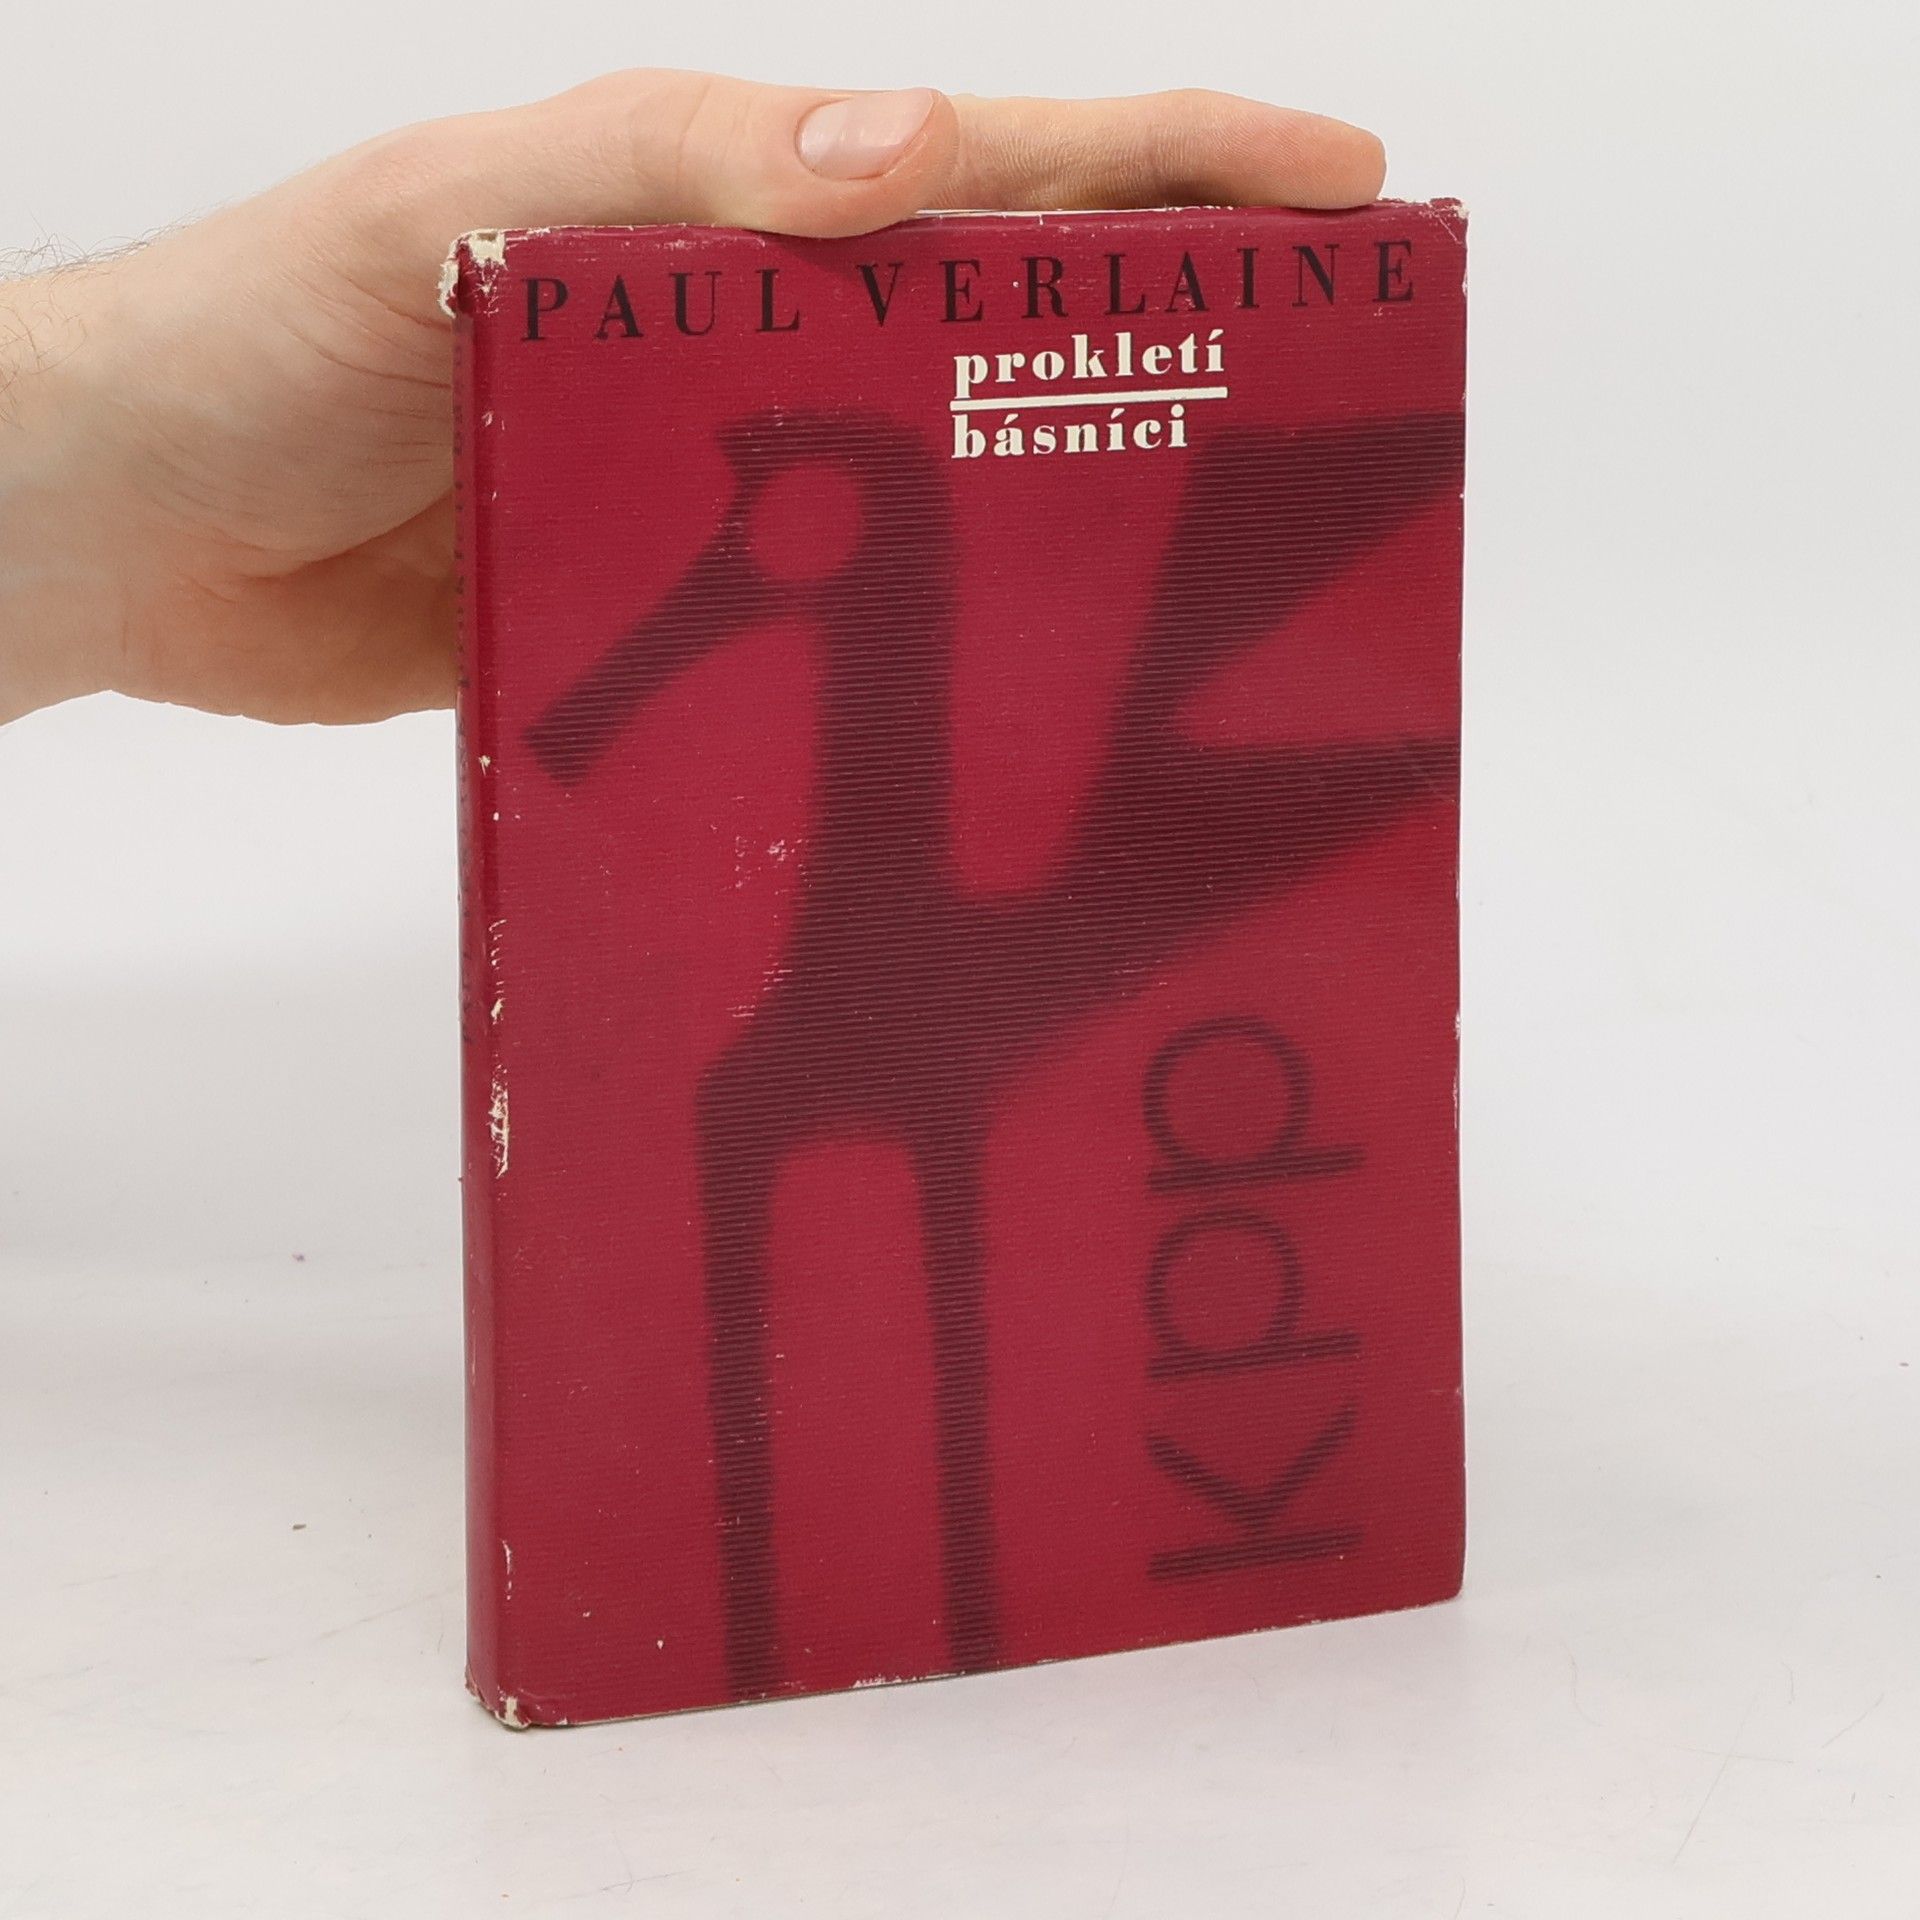 PAUL VERLAINE
prokletí
básníci
kpp